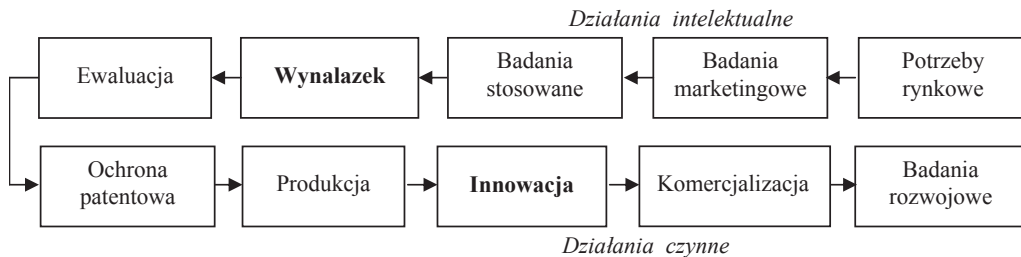 Działania intelektualne
Ewaluacja
Wynalazek
Badania
stosowane
Badania
marketingowe
Potrzeby
rynkowe
Ochrona
patentowa
Produkcja
Innowacja
Komercjalizacja
Badania
rozwojowe
Działania czynne